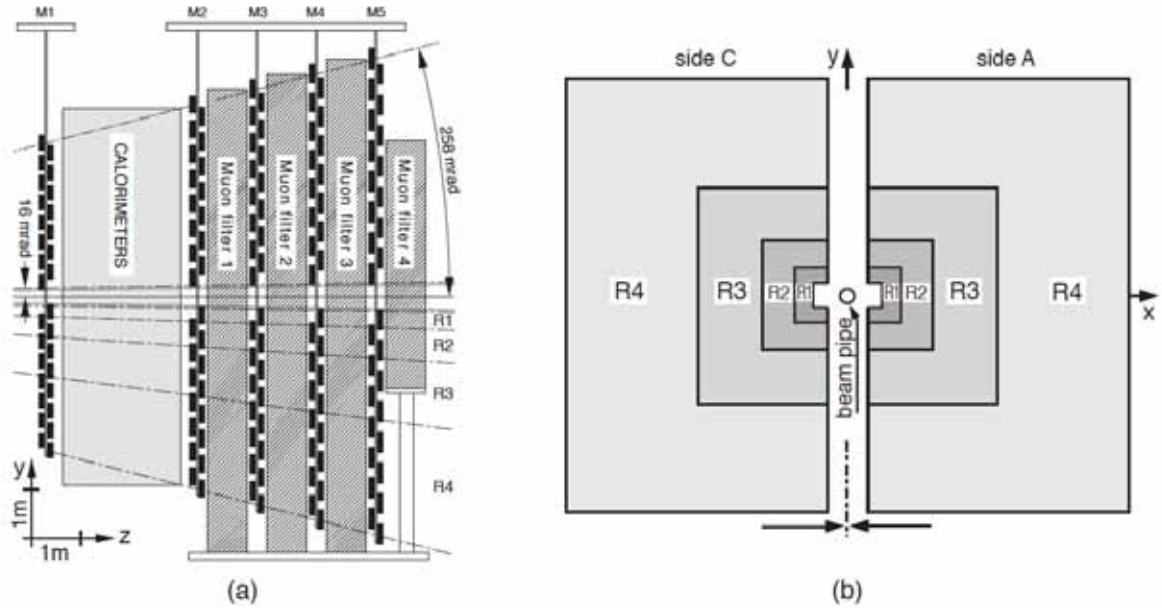 M1
M2
M3
M4
M5
CALORIMETERS
Muon filter 1
Muon filter 2
Muon filter 3
Muon filter 4
258 mrad
16 mrad
R1
R2
R3
R4
y
1m
z
1m
(a)
y
side C
side A
R4
R3
R2
R1
R1
R2
R3
R4
x
beam pipe
(b)